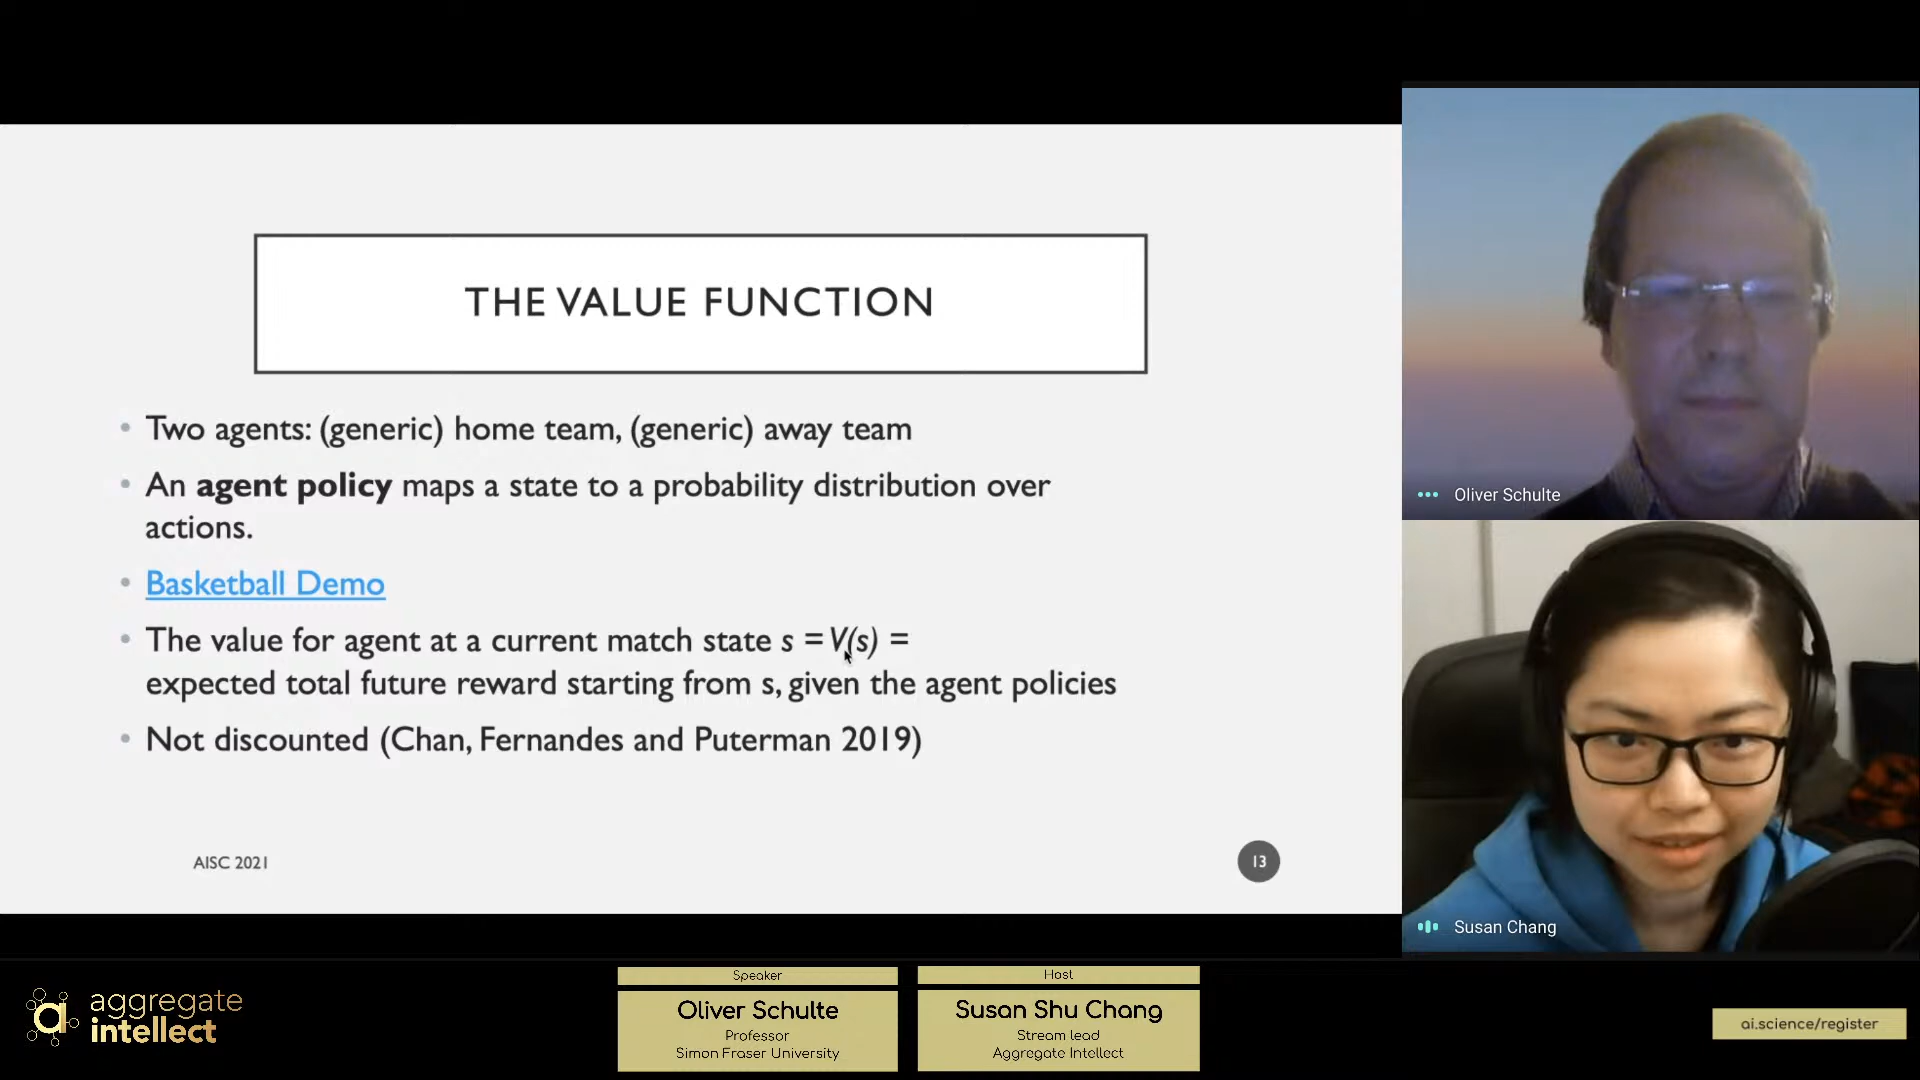 THE VALUE FUNCTION
• Two agents: (generic) home team, (generic) away team
• An agent policy maps a state to a probability distribution over
actions.
• Basketball Demo
• The value for agent at a current match state s = V(s) =
expected total future reward starting from s, given the agent policies
• Not discounted (Chan, Fernandes and Puterman 2019)
AISC 2021
13
Oliver Schulte
Susan Chang
aggregate
intellect
Speaker
Oliver Schulte
Professor
Simon Fraser University
Host
Susan Shu Chang
Stream lead
Aggregate Intellect
ai.science/register